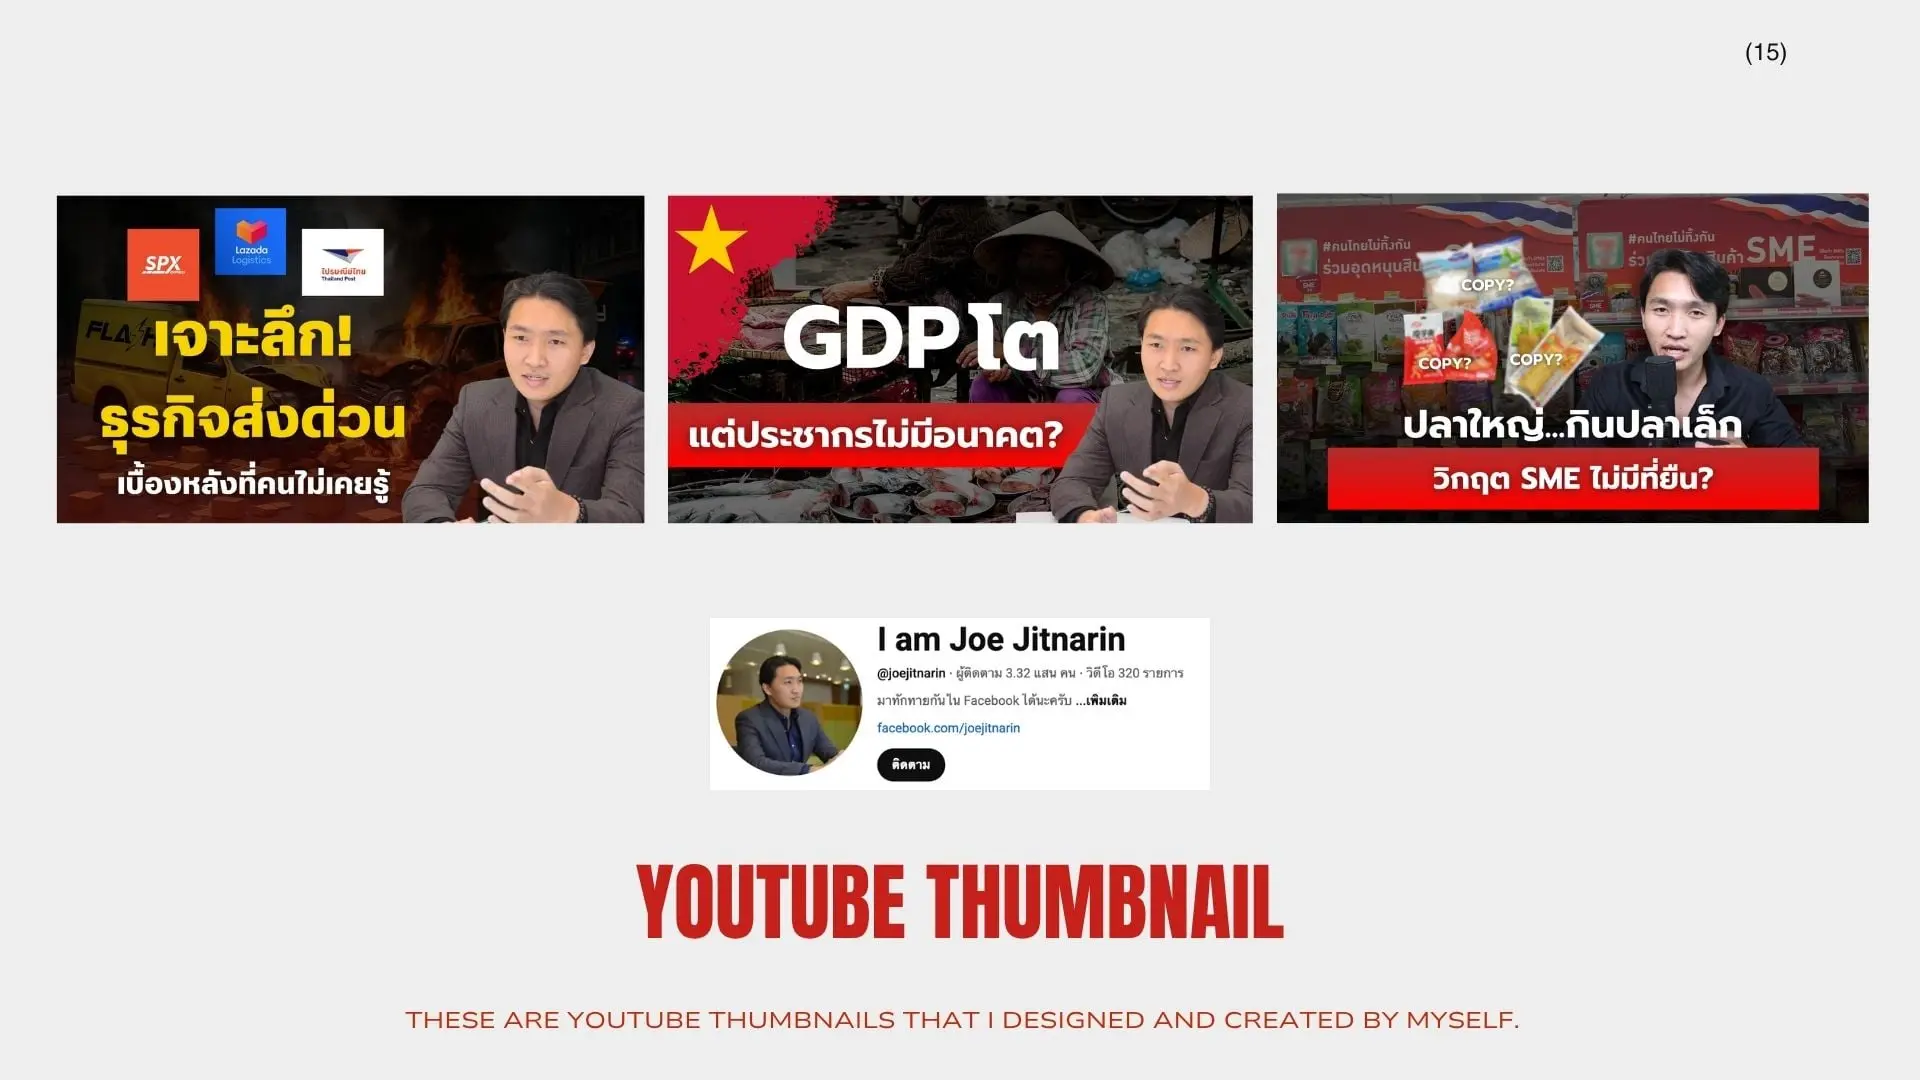 (15)
SPX
Lazada
Logistics
ไปรษณีย์ไทย
Thailand Post
FLASH
เจาะลึก!
ธุรกิจส่งด่วน
เบื้องหลังที่คนไม่เคยรู้
GDPโต
แต่ประชากรไม่มีอนาคต?
#คนไทยไม่ทิ้งกัน
ร่วมอุดหนุนสิน
#คนไทยไม่ทิ้งกัน
SME
COPY?
COPY?
COPY?
ปลาใหญ่...กินปลาเล็ก
วิกฤต SME ไม่มีที่ยืน?
I am Joe Jitnarin
@joejitnarin · ผู้ติดตาม 3.32 แสน คน · วิดีโอ 320 รายการ
มาทักทายกันใน Facebook ได้นะครับ ...เพิ่มเติม
facebook.com/joejitnarin
ติดตาม
YOUTUBE THUMBNAIL
THESE ARE YOUTUBE THUMBNAILS THAT I DESIGNED AND CREATED BY MYSELF.